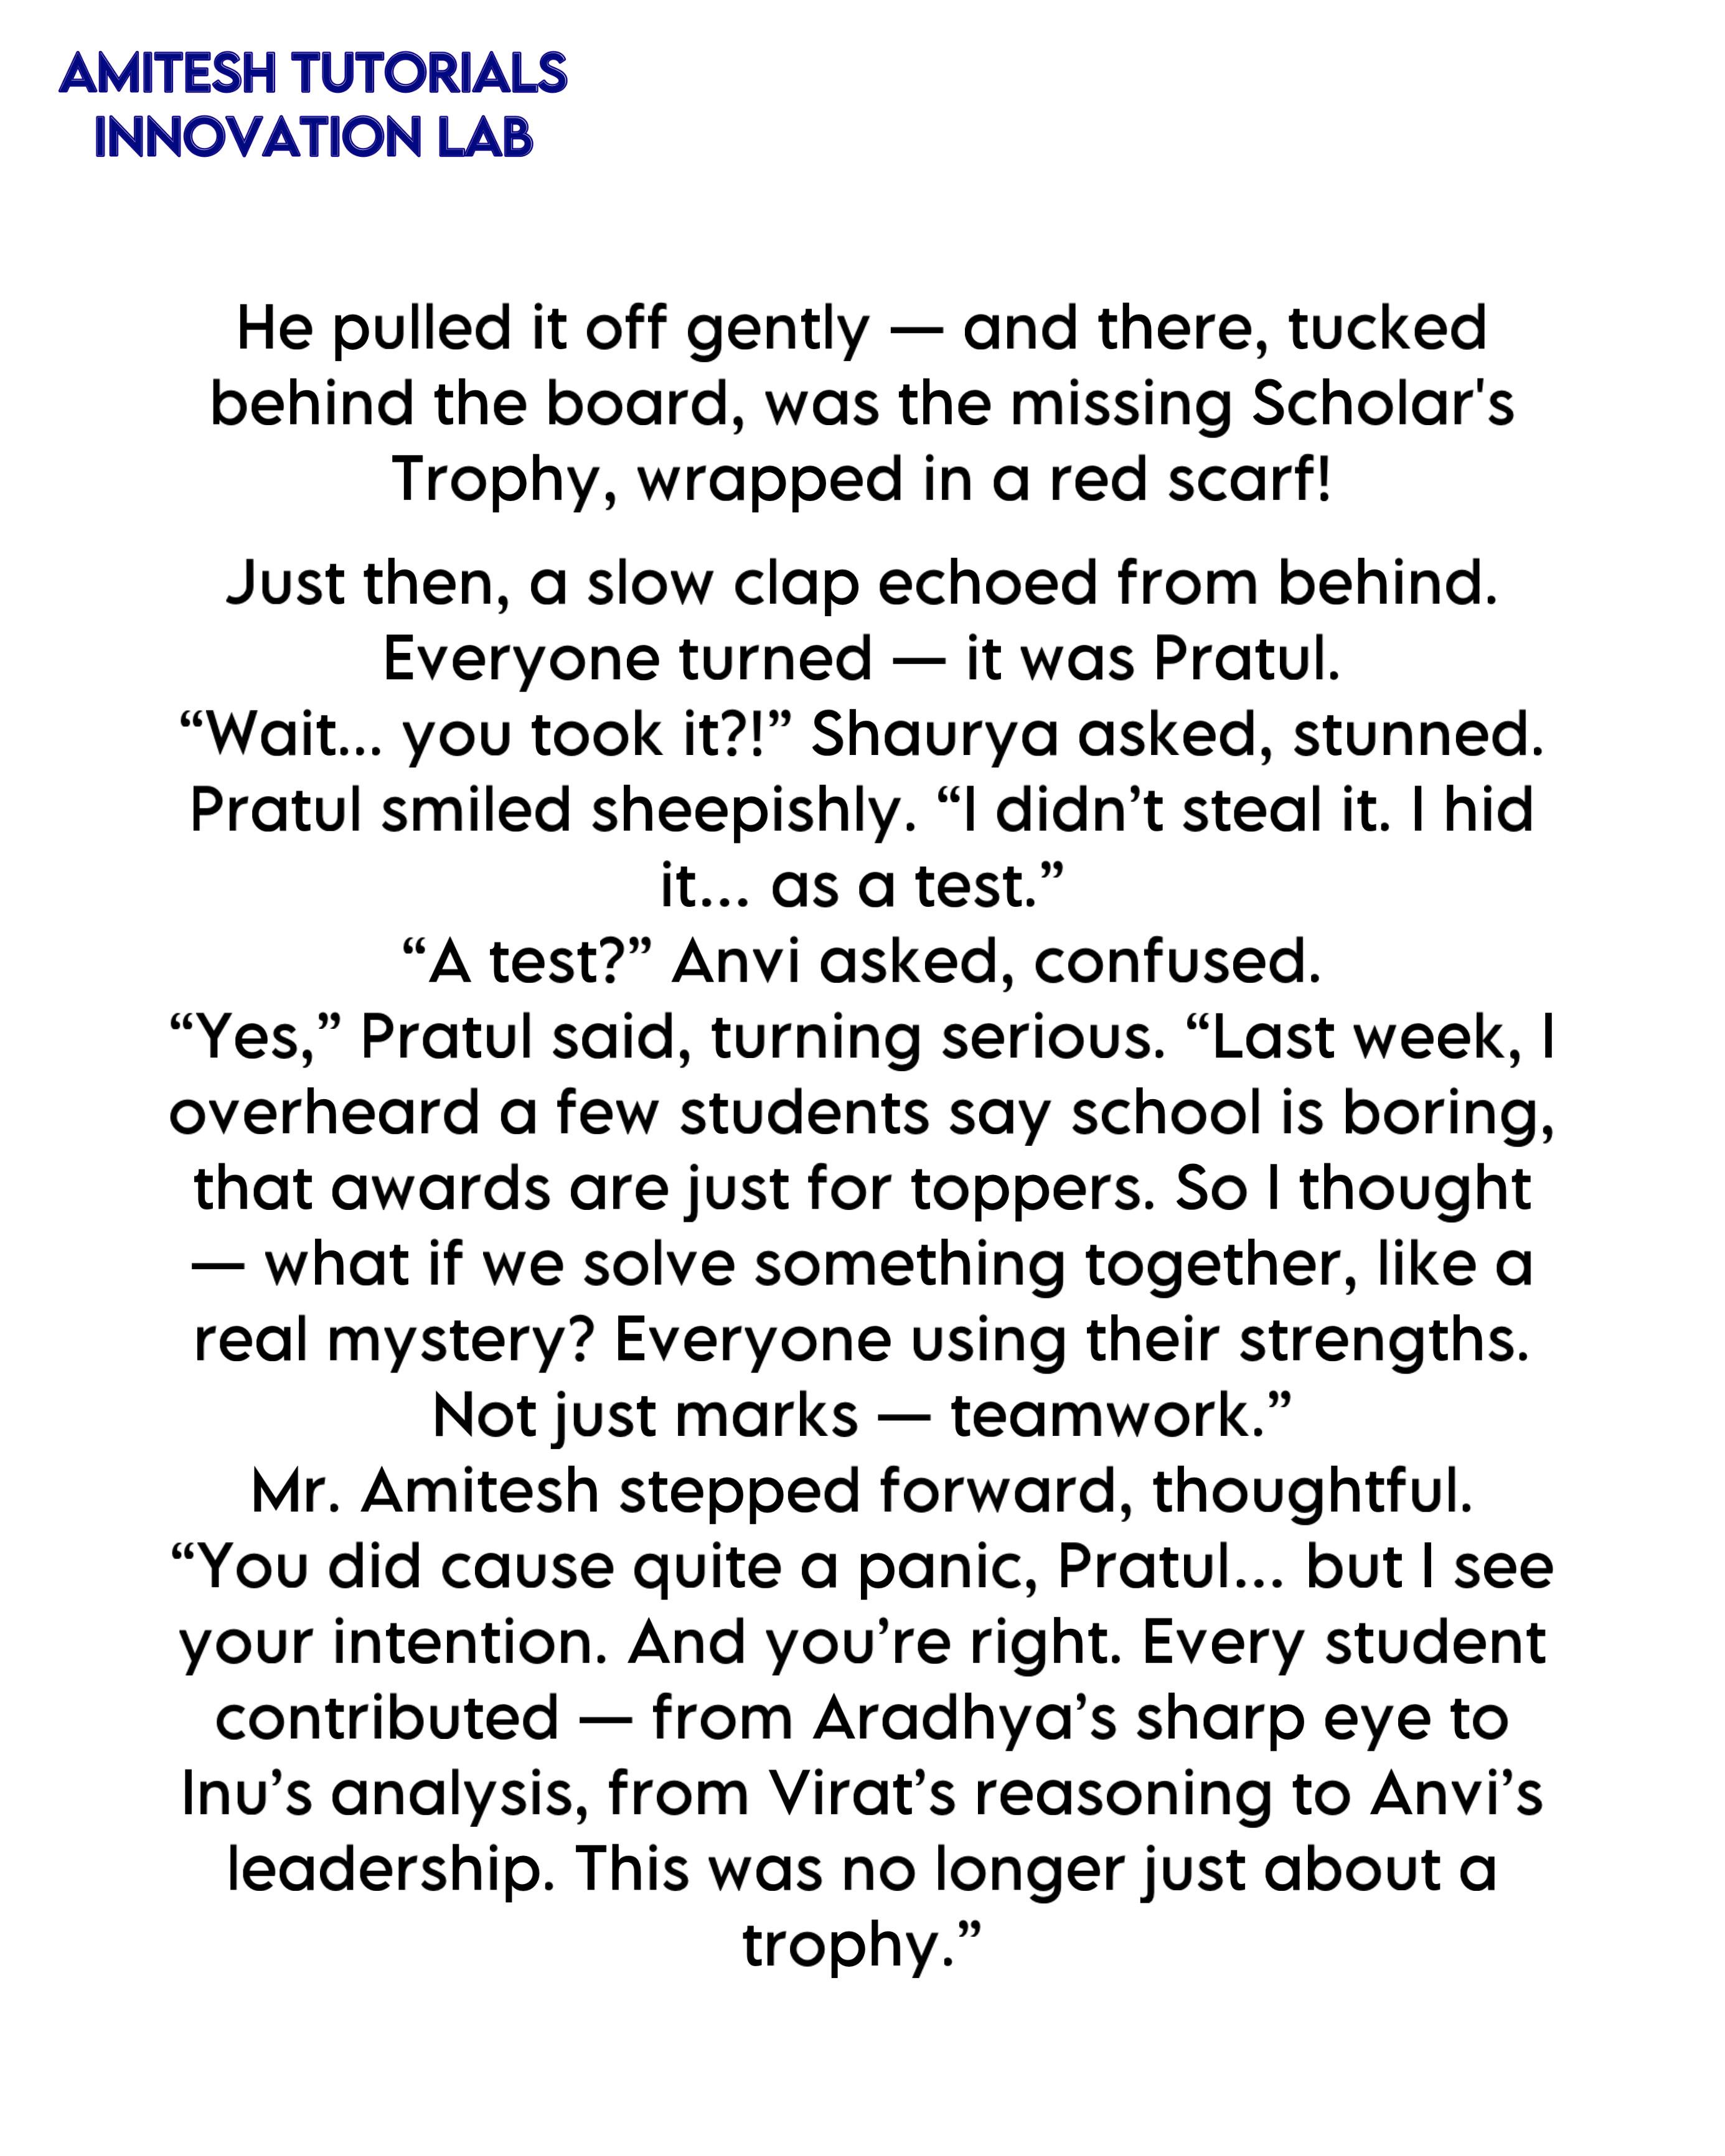 AMITESH TUTORIALS
INNOVATION LAB
He pulled it off gently — and there, tucked
behind the board, was the missing Scholar's
Trophy, wrapped in a red scarf!
Just then, a slow clap echoed from behind.
Everyone turned — it was Pratul.
“Wait... you took it?!” Shaurya asked, stunned.
Pratul smiled sheepishly. “I didn’t steal it. I hid
it... as a test.”
“A test?” Anvi asked, confused.
“Yes,” Pratul said, turning serious. “Last week, I
overheard a few students say school is boring,
that awards are just for toppers. So I thought
— what if we solve something together, like a
real mystery? Everyone using their strengths.
Not just marks — teamwork.”
Mr. Amitesh stepped forward, thoughtful.
“You did cause quite a panic, Pratul... but I see
your intention. And you’re right. Every student
contributed — from Aradhya’s sharp eye to
Inu’s analysis, from Virat’s reasoning to Anvi’s
leadership. This was no longer just about a
trophy.”